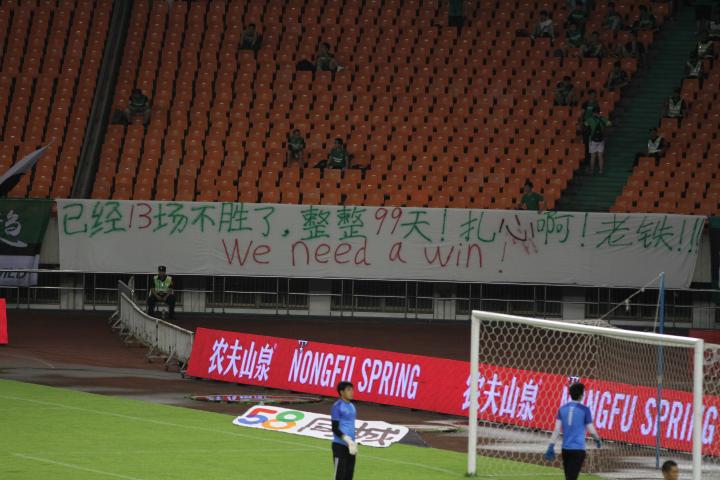 已经13场不胜了,整整99天!扎心啊!老铁!!!
We need a win!
农夫山泉 NONGFU SPRING
农夫山泉 NONGFU SPRING
58同城